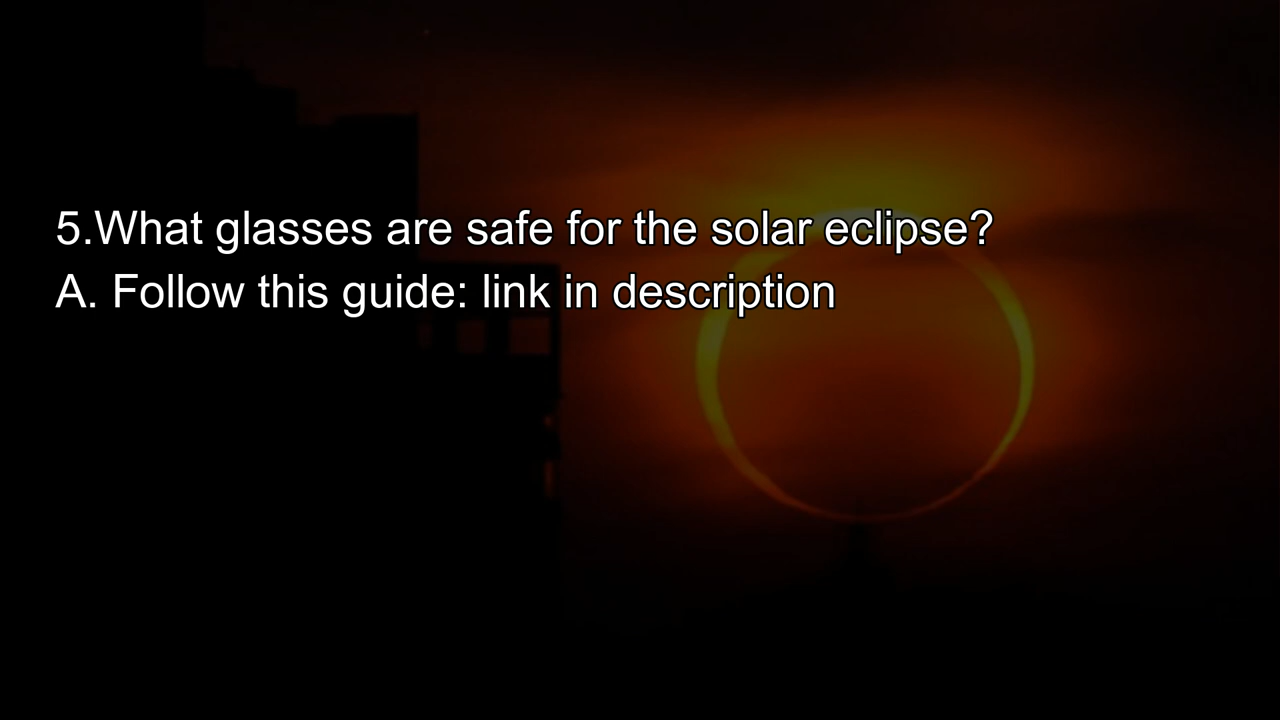 5.What glasses are safe for the solar eclipse?
A. Follow this guide: link in description